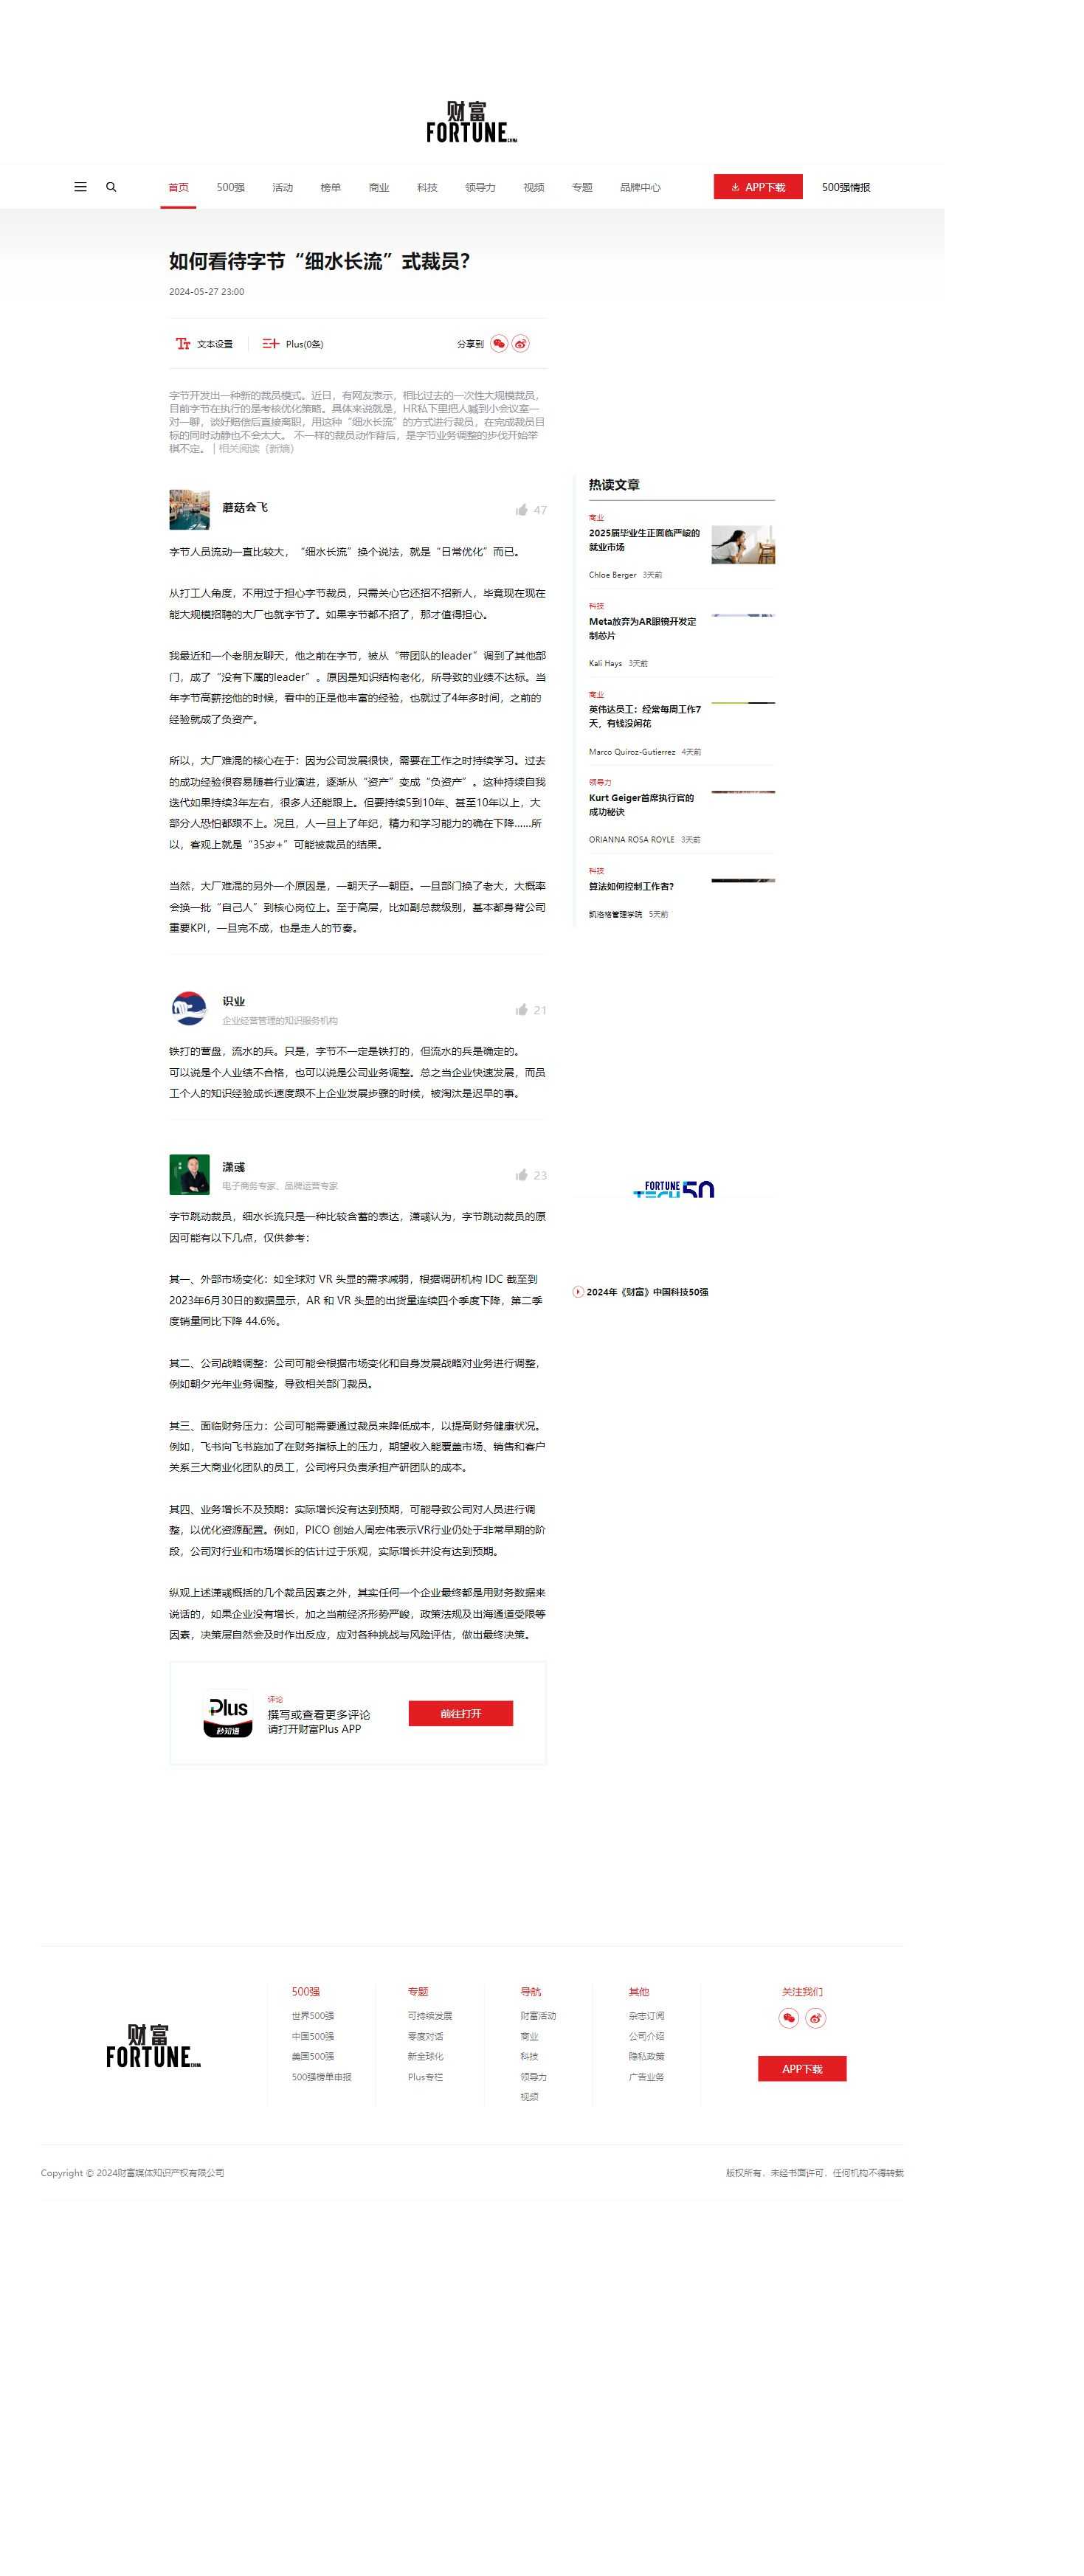 财富
FORTUNE CHINA
首页 500强 活动 榜单 商业 科技 领导力 视频 专题 品牌中心 APP下载 500强情报
如何看待字节“细水长流”式裁员？
2024-05-27 23:00
文本设置 Plus(0条) 分享到
字节开发出一种新的裁员模式。近日，有网友表示，相比过去的一次性大规模裁员，
目前字节在执行的是考核优化策略。具体来说就是，HR私下里把人喊到小会议室一
对一聊，谈好赔偿后直接离职，用这种“细水长流”的方式进行裁员，在完成裁员目
标的同时动静也不会太大。 不一样的裁员动作背后，是字节业务调整的步伐开始举
棋不定。 | 相关阅读（新熵）
蘑菇会飞
47
字节人员流动一直比较大，“细水长流”换个说法，就是“日常优化”而已。
从打工人角度，不用过于担心字节裁员，只需关心它还招不招新人，毕竟现在现在
能大规模招聘的大厂也就字节了。如果字节都不招了，那才值得担心。
我最近和一个老朋友聊天，他之前在字节，被从“带团队的leader”调到了其他部
门，成了“没有下属的leader”。原因是知识结构老化，所导致的业绩不达标。当
年字节高薪挖他的时候，看中的正是他丰富的经验，也就过了4年多时间，之前的
经验就成了负资产。
所以，大厂难混的核心在于：因为公司发展很快，需要在工作之时持续学习。过去
的成功经验很容易随着行业演进，逐渐从“资产”变成“负资产”。这种持续自我
迭代如果持续3年左右，很多人还能跟上。但要持续5到10年、甚至10年以上，大
部分人恐怕都跟不上。况且，人一旦上了年纪，精力和学习能力的确在下降......所
以，客观上就是“35岁+”可能被裁员的结果。
当然，大厂难混的另外一个原因是，一朝天子一朝臣。一旦部门换了老大，大概率
会换一批“自己人”到核心岗位上。至于高层，比如副总裁级别，基本都身背公司
重要KPI，一旦完不成，也是走人的节奏。
识业
企业经营管理的知识服务机构
21
铁打的营盘，流水的兵。只是，字节不一定是铁打的，但流水的兵是确定的。
可以说是个人业绩不合格，也可以说是公司业务调整。总之当企业快速发展，而员
工个人的知识经验成长速度跟不上企业发展步骤的时候，被淘汰是迟早的事。
潇彧
电子商务专家、品牌运营专家
23
字节跳动裁员，细水长流只是一种比较含蓄的表达，潇彧认为，字节跳动裁员的原
因可能有以下几点，仅供参考：
其一、外部市场变化：如全球对 VR 头显的需求减弱，根据调研机构 IDC 截至到
2023年6月30日的数据显示，AR 和 VR 头显的出货量连续四个季度下降，第二季
度销量同比下降 44.6%。
其二、公司战略调整：公司可能会根据市场变化和自身发展战略对业务进行调整，
例如朝夕光年业务调整，导致相关部门裁员。
其三、面临财务压力：公司可能需要通过裁员来降低成本，以提高财务健康状况。
例如，飞书向飞书施加了在财务指标上的压力，期望收入能覆盖市场、销售和客户
关系三大商业化团队的员工，公司将只负责承担产研团队的成本。
其四、业务增长不及预期：实际增长没有达到预期，可能导致公司对人员进行调
整，以优化资源配置。例如，PICO 创始人周宏伟表示VR行业仍处于非常早期的阶
段，公司对行业和市场增长的估计过于乐观，实际增长并没有达到预期。
纵观上述潇彧概括的几个裁员因素之外，其实任何一个企业最终都是用财务数据来
说话的，如果企业没有增长，加之当前经济形势严峻，政策法规及出海通道受限等
因素，决策层自然会及时作出反应，应对各种挑战与风险评估，做出最终决策。
Plus
秒知道
评论
撰写或查看更多评论
请打开财富Plus APP
前往打开
热读文章
商业
2025届毕业生正面临严峻的
就业市场
Chloe Berger 3天前
科技
Meta放弃为AR眼镜开发定
制芯片
Kali Hays 3天前
商业
英伟达员工：经常每周工作7
天，有钱没闲花
Marco Quiroz-Gutierrez 4天前
领导力
Kurt Geiger首席执行官的
成功秘诀
ORIANNA ROSA ROYLE 3天前
科技
算法如何控制工作者？
凯洛格管理学院 5天前
FORTUNE
TECH 50
2024年《财富》中国科技50强
财富
FORTUNE CHINA
500强
世界500强
中国500强
美国500强
500强榜单申报
专题
可持续发展
零度对话
新全球化
Plus专栏
导航
财富活动
商业
科技
领导力
视频
其他
杂志订阅
公司介绍
隐私政策
广告业务
关注我们
APP下载
Copyright © 2024财富媒体知识产权有限公司
版权所有，未经书面许可，任何机构不得转载